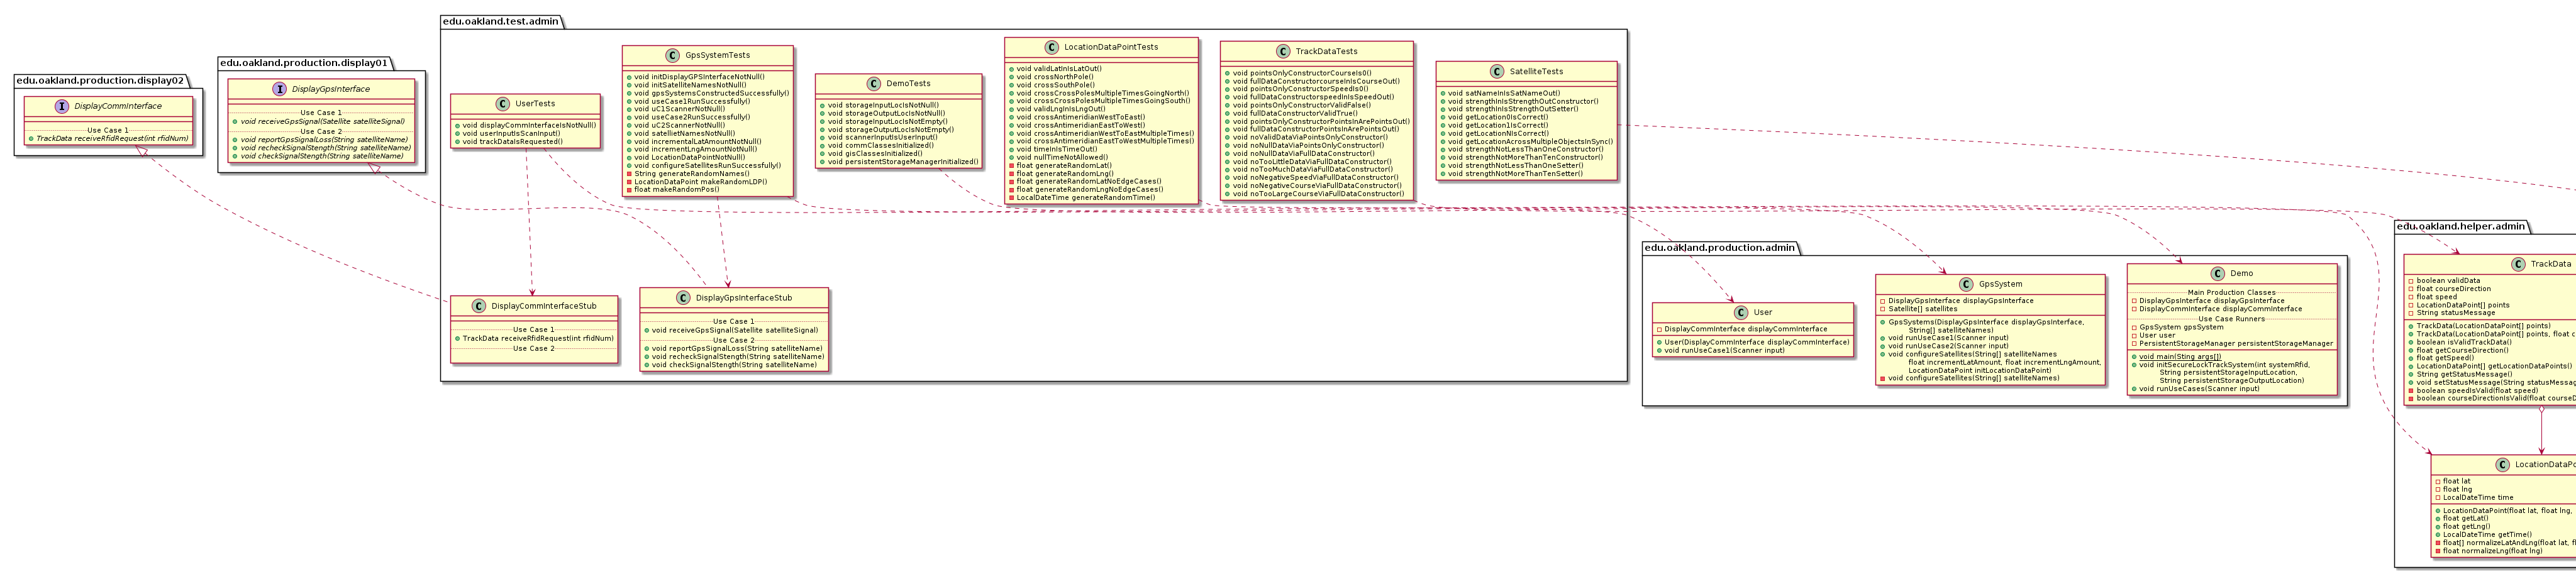 edu.oakland.production.display02
DisplayCommInterface
Use Case 1
TrackData receiveRfidRequest(int rfidNum)
edu.oakland.production.display01
DisplayGpsInterface
Use Case 1
void receiveGpsSignal(Satellite satelliteSignal)
Use Case 2
void reportGpsSignalLoss(String satelliteName)
void recheckSignalStength(String satelliteName)
void checkSignalStength(String satelliteName)
edu.oakland.test.admin
UserTests
void displayCommInterfaceIsNotNull()
void userInputIsScanInput()
void trackDataIsRequested()
GpsSystemTests
void initDisplayGPSInterfaceNotNull()
void initSatelliteNamesNotNull()
void gpsSystemsConstructedSuccessfully()
void useCase1RunSuccessfully()
void uC1ScannerNotNull()
void useCase2RunSuccessfully()
void uC2ScannerNotNull()
void satellietNamesNotNull()
void incrementalLatAmountNotNull()
void incrementLngAmountNotNull()
void LocationDataPointNotNull()
void configureSatellitesRunSuccessfully()
String generateRandomNames()
LocationDataPoint makeRandomLDP()
float makeRandomPos()
DemoTests
void storageInputLocIsNotNull()
void storageOutputLocIsNotNull()
void storageInputLocIsNotEmpty()
void storageOutputLocIsNotEmpty()
void scannerInputIsUserInput()
void commClassesInitialized()
void gisClassesInitialized()
void persistentStorageManagerInitialized()
LocationDataPointTests
void validLatInIsLatOut()
void crossNorthPole()
void crossSouthPole()
void crossCrossPolesMultipleTimesGoingNorth()
void crossCrossPolesMultipleTimesGoingSouth()
void validLngInIsLngOut()
void crossAntimeridianWestToEast()
void crossAntimeridianEastToWest()
void crossAntimeridianWestToEastMultipleTimes()
void crossAntimeridianEastToWestMultipleTimes()
void timeInIsTimeOut()
void nullTimeNotAllowed()
float generateRandomLat()
float generateRandomLng()
float generateRandomLatNoEdgeCases()
float generateRandomLngNoEdgeCases()
LocalDateTime generateRandomTime()
TrackDataTests
void pointsOnlyConstructorCourseIs0()
void fullDataConstructorcourseInIsCourseOut()
void pointsOnlyConstructorSpeedIs0()
void fullDataConstructorspeedInIsSpeedOut()
void pointsOnlyConstructorValidFalse()
void fullDataConstructorValidTrue()
void pointsOnlyConstructorPointsInArePointsOut()
void fullDataConstructorPointsInArePointsOut()
void noValidDataViaPointsOnlyConstructor()
void noNullDataViaPointsOnlyConstructor()
void noNullDataViaFullDataConstructor()
void noTooLittleDataViaFullDataConstructor()
void noTooMuchDataViaFullDataConstructor()
void noNegativeSpeedViaFullDataConstructor()
void noNegativeCourseViaFullDataConstructor()
void noTooLargeCourseViaFullDataConstructor()
SatelliteTests
void satNameInIsSatNameOut()
void strengthInIsStrengthOutConstructor()
void strengthInIsStrengthOutSetter()
void getLocation0IsCorrect()
void getLocation1IsCorrect()
void getLocationNIsCorrect()
void getLocationAcrossMultipleObjectsInSync()
void strengthNotLessThanOneConstructor()
void strengthNotMoreThanTenConstructor()
void strengthNotLessThanOneSetter()
void strengthNotMoreThanTenSetter()
DisplayCommInterfaceStub
Use Case 1
TrackData receiveRfidRequest(int rfidNum)
Use Case 2
DisplayGpsInterfaceStub
Use Case 1
void receiveGpsSignal(Satellite satelliteSignal)
Use Case 2
void reportGpsSignalLoss(String satelliteName)
void recheckSignalStength(String satelliteName)
void checkSignalStength(String satelliteName)
edu.oakland.production.admin
User
DisplayCommInterface displayCommInterface
User(DisplayCommInterface displayCommInterface)
void runUseCase1(Scanner input)
GpsSystem
DisplayGpsInterface displayGpsInterface
Satellite[] satellites
GpsSystems(DisplayGpsInterface displayGpsInterface,
String[] satelliteNames)
void runUseCase1(Scanner input)
void runUseCase2(Scanner input)
void configureSatellites(String[] satelliteNames
float incrementLatAmount, float incrementLngAmount,
LocationDataPoint initLocationDataPoint)
void configureSatellites(String[] satelliteNames)
Demo
Main Production Classes
DisplayGpsInterface displayGpsInterface
DisplayCommInterface displayCommInterface
Use Case Runners
GpsSystem gpsSystem
User user
PersistentStorageManager persistentStorageManager
void main(String args[])
void initSecureLockTrackSystem(int systemRfid,
String persistentStorageInputLocation,
String persistentStorageOutputLocation)
void runUseCases(Scanner input)
edu.oakland.helper.admin
TrackData
boolean validData
float courseDirection
float speed
LocationDataPoint[] points
String statusMessage
TrackData(LocationDataPoint[] points)
TrackData(LocationDataPoint[] points, float c
boolean isValidTrackData()
float getCourseDirection()
float getSpeed()
LocationDataPoint[] getLocationDataPoints()
String getStatusMessage()
void setStatusMessage(String statusMessag
boolean speedIsValid(float speed)
boolean courseDirectionIsValid(float courseD
LocationDataPo
float lat
float lng
LocalDateTime time
LocationDataPoint(float lat, float lng,
float getLat()
float getLng()
LocalDateTime getTime()
float[] normalizeLatAndLng(float lat, fl
float normalizeLng(float lng)